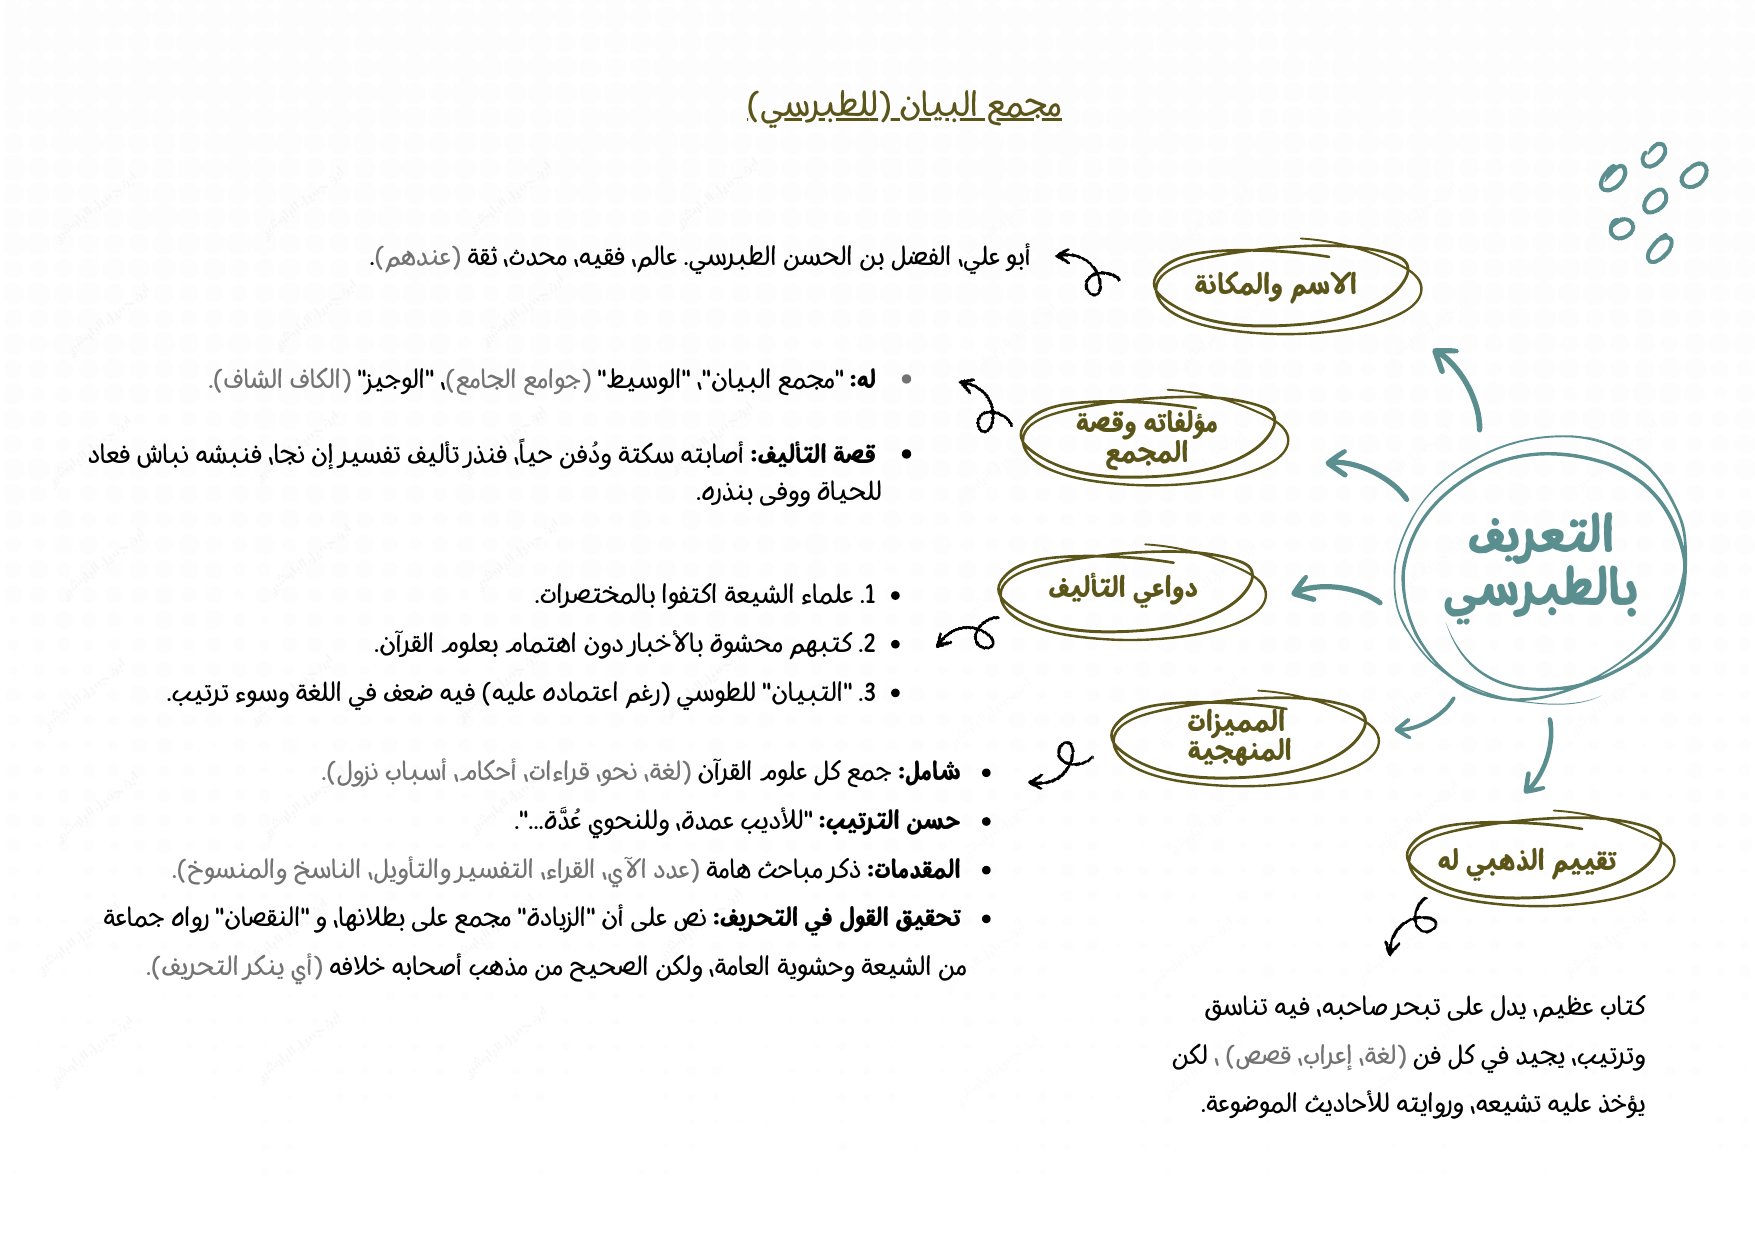 مجمع البيان (للطبرسي)
التعريف
بالطبرسي
الاسم والمكانة
أبو علي، الفضل بن الحسن الطبرسي. عالم، فقيه، محدث، ثقة (عندهم).
مؤلفاته وقصة
المجمع
له: "مجمع البيان"، "الوسيط" (جوامع الجامع)، "الوجيز" (الكاف الشاف).
قصة التأليف: أصابته سكتة ودُفن حياً، فنذر تأليف تفسير إن نجا، فنبشه نباش فعاد
للحياة ووفى بنذره.
دواعي التأليف
1. علماء الشيعة اكتفوا بالمختصرات.
2. كتبهم محشوة بالأخبار دون اهتمام بعلوم القرآن.
3. "التبيان" للطوسي (رغم اعتماده عليه) فيه ضعف في اللغة وسوء ترتيب.
المميزات
المنهجية
شامل: جمع كل علوم القرآن (لغة، نحو، قراءات، أحكام، أسباب نزول).
حسن الترتيب: "للأديب عمدة، وللنحوي عُدَّة...".
المقدمات: ذكر مباحث هامة (عدد الآي، القراء، التفسير والتأويل، الناسخ والمنسوخ).
تحقيق القول في التحريف: نص على أن "الزيادة" مجمع على بطلانها، و "النقصان" رواه جماعة
من الشيعة وحشوية العامة، ولكن الصحيح من مذهب أصحابه خلافه (أي ينكر التحريف).
تقييم الذهبي له
كتاب عظيم، يدل على تبحر صاحبه، فيه تناسق
وترتيب، يجيد في كل فن (لغة، إعراب، قصص) ، لكن
يؤخذ عليه تشيعه، وروايته للأحاديث الموضوعة.